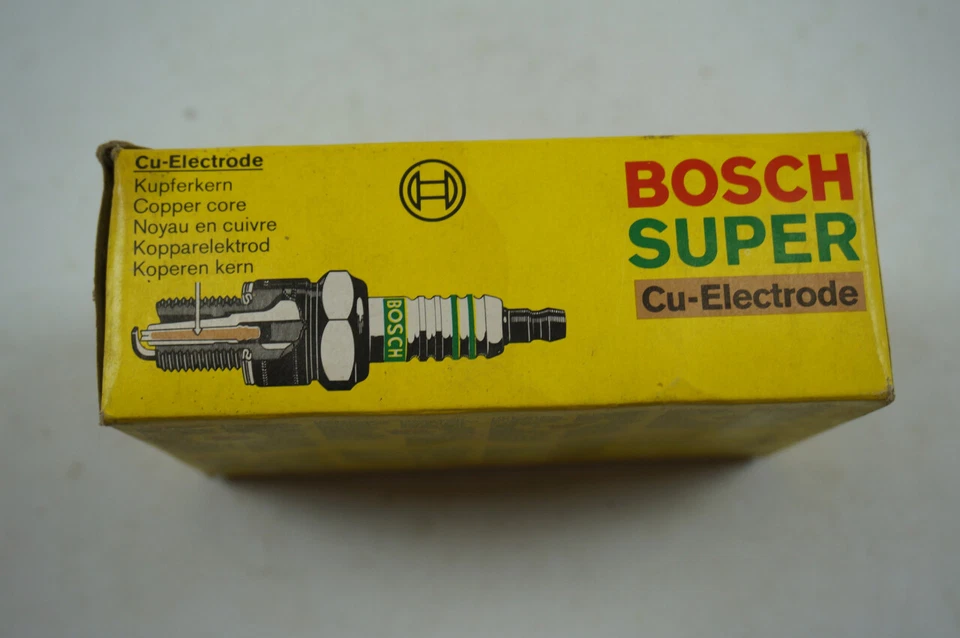 Cu-Electrode
Kupferkern
Copper core
Noyau en cuivre
Kopparelektrod
Koperen kern
BOSCH
BOSCH
SUPER
Cu-Electrode